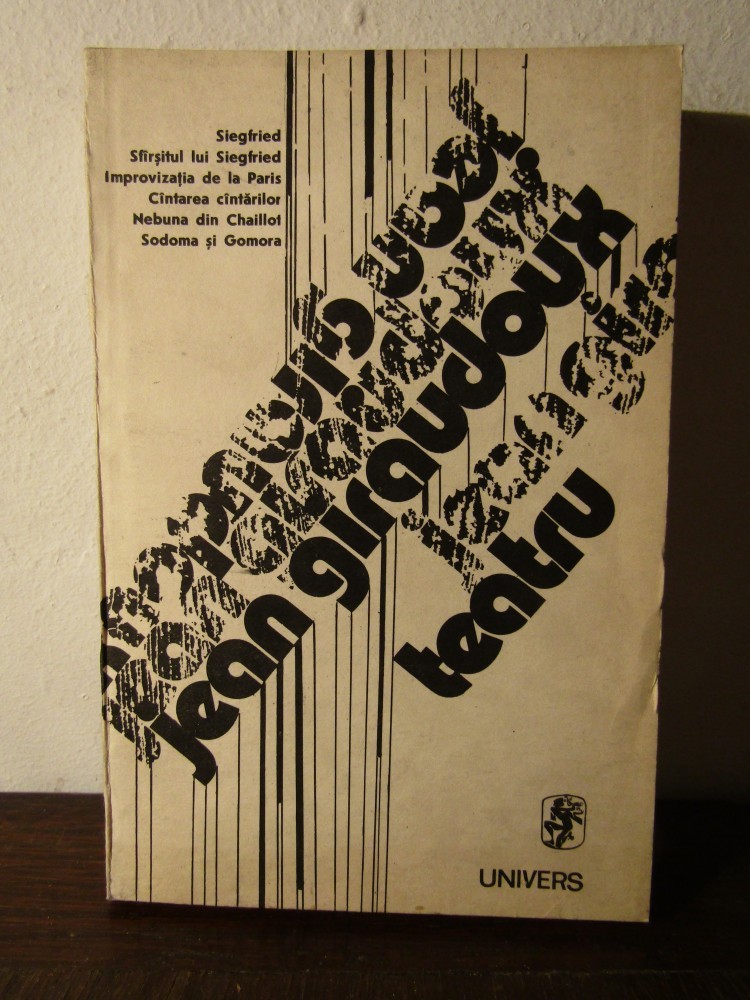 Siegfried
Sfîrşitul lui Siegfried
Improvizaţia de la Paris
Cîntarea cîntărilor
Nebuna din Chaillot
Sodoma şi Gomora
jean giraudoux
teatru
UNIVERS